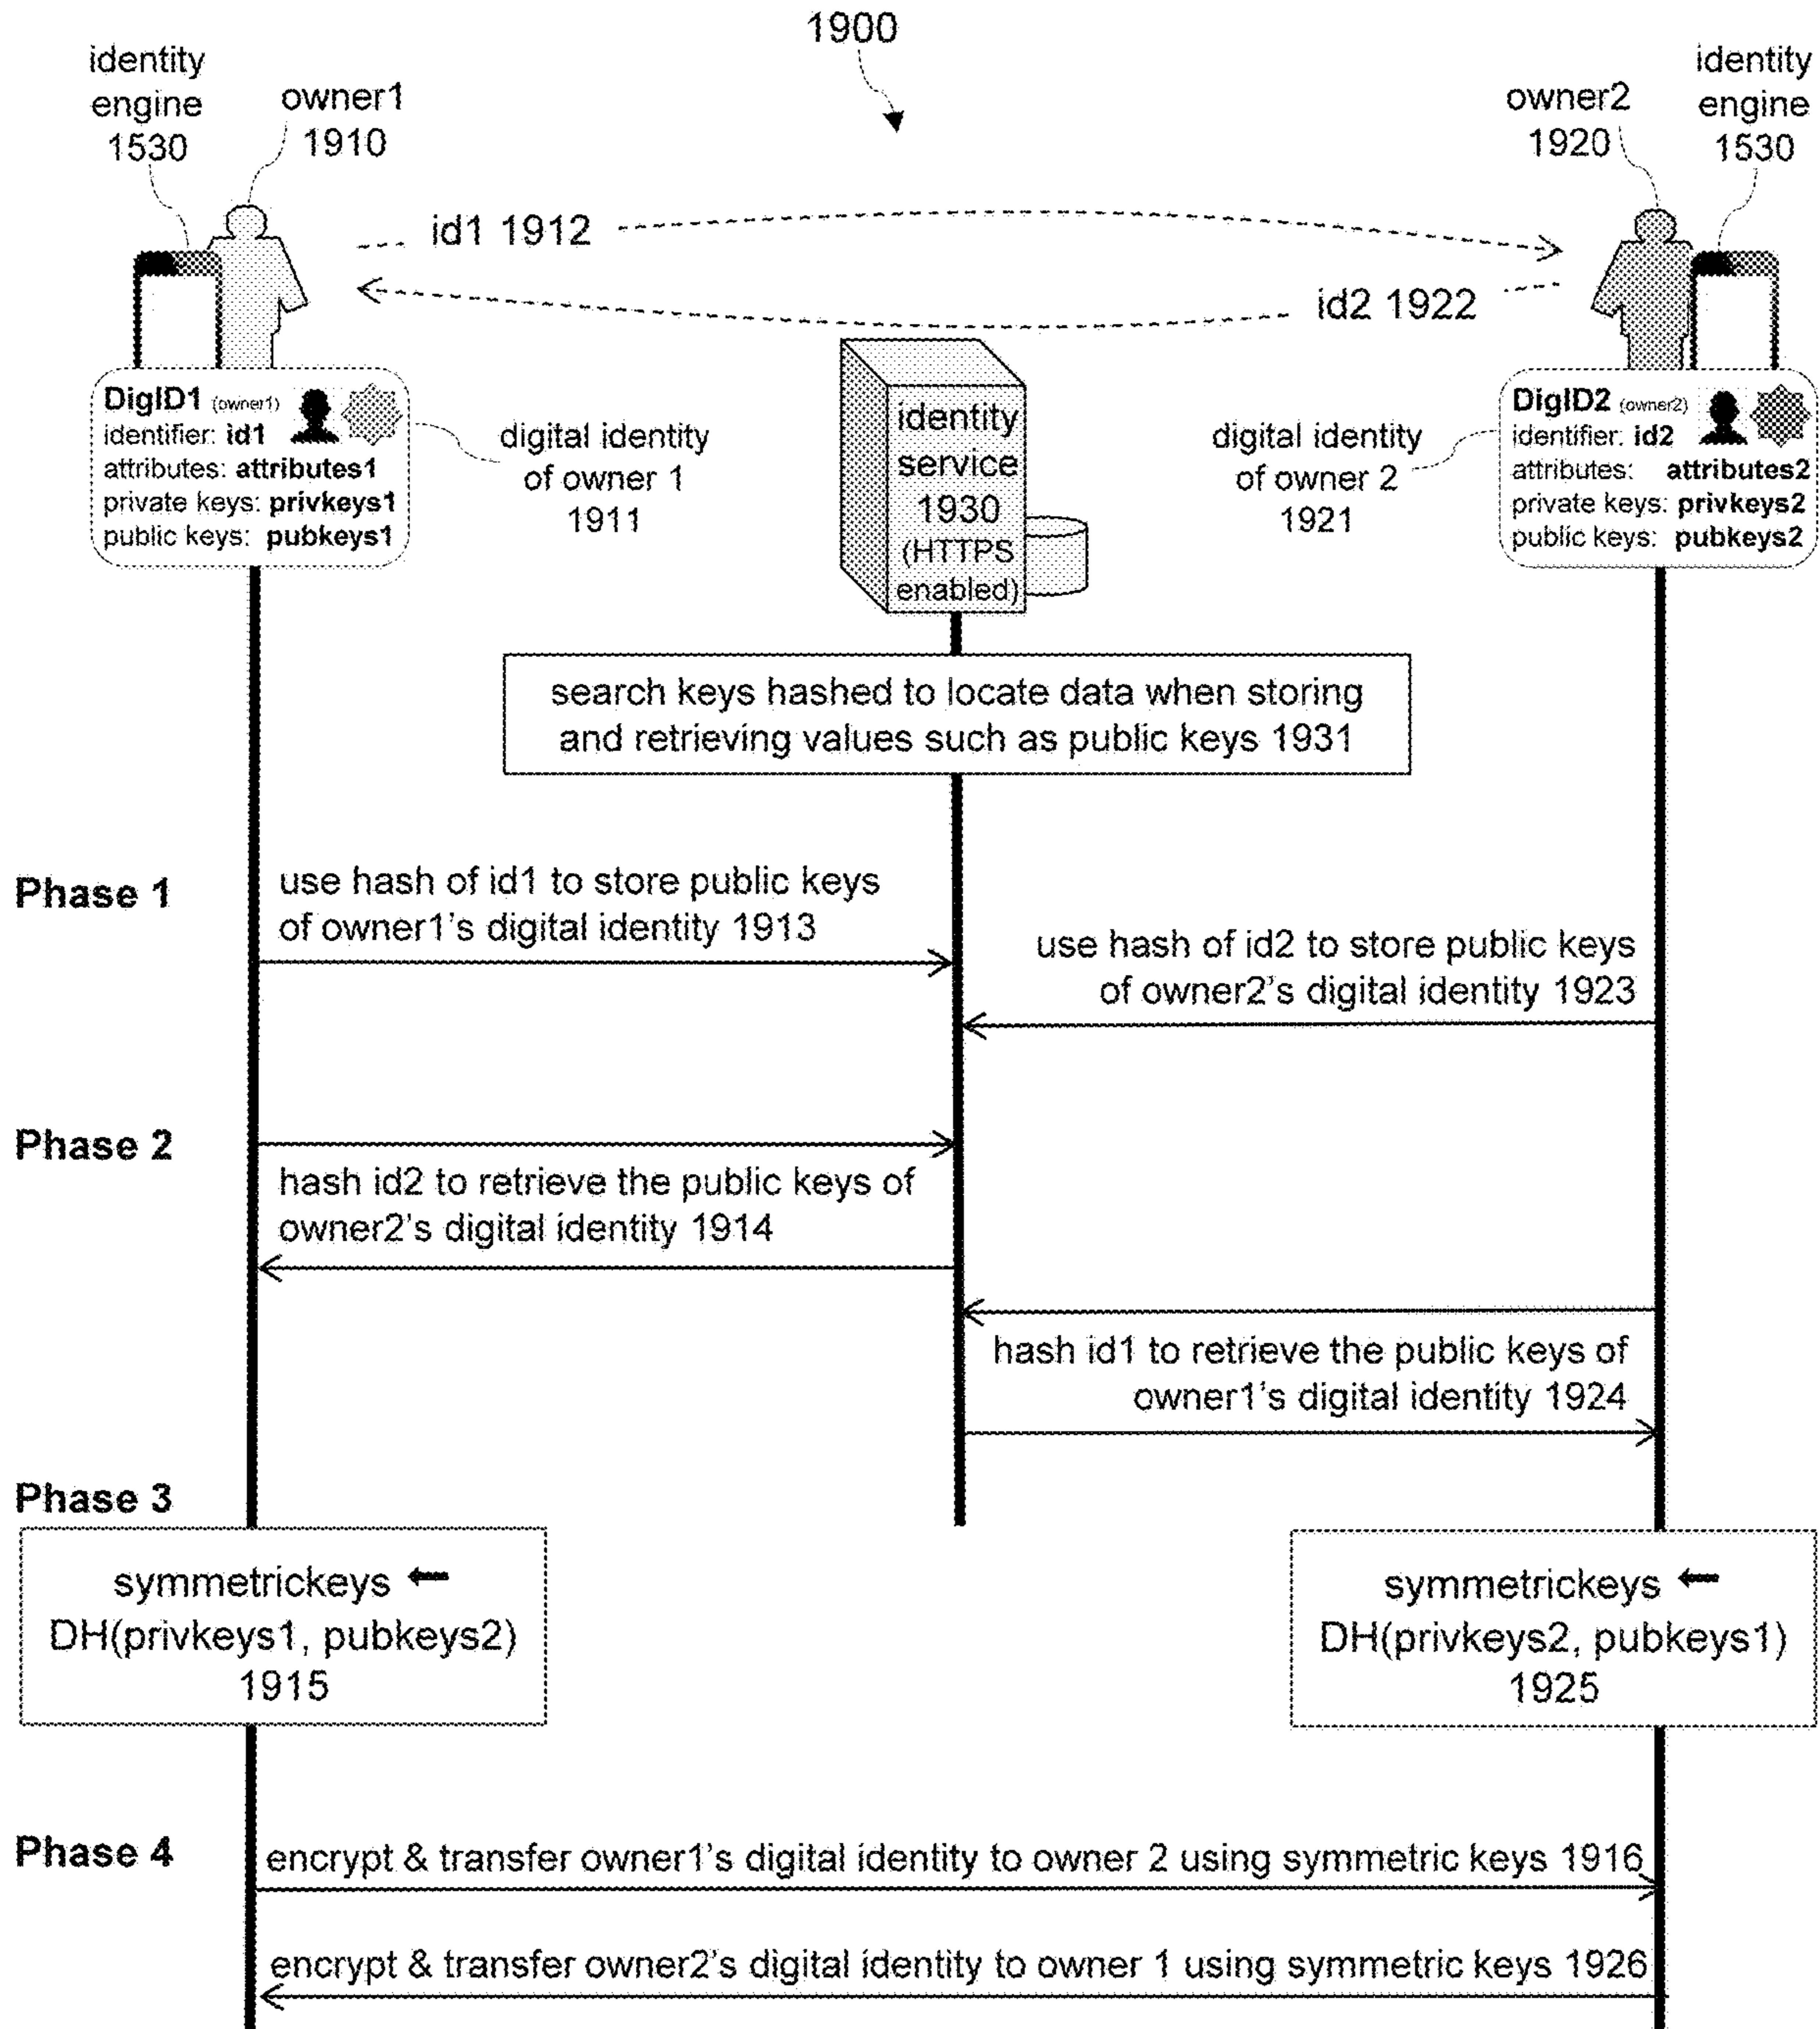 1900
identity
engine
1530
owner1
1910
owner2
1920
identity
engine
1530
id1 1912
id2 1922
DigID1 (owner1)
identifier: id1
attributes: attributes1
private keys: privkeys1
public keys: pubkeys1
digital identity
of owner 1
1911
identity
service
1930
(HTTPS
enabled)
digital identity
of owner 2
1921
DigID2 (owner2)
identifier: id2
attributes: attributes2
private keys: privkeys2
public keys: pubkeys2
search keys hashed to locate data when storing
and retrieving values such as public keys 1931
Phase 1
use hash of id1 to store public keys
of owner1's digital identity 1913
use hash of id2 to store public keys
of owner2's digital identity 1923
Phase 2
hash id2 to retrieve the public keys of
owner2's digital identity 1914
hash id1 to retrieve the public keys of
owner1's digital identity 1924
Phase 3
symmetrickeys ←
DH(privkeys1, pubkeys2)
1915
symmetrickeys ←
DH(privkeys2, pubkeys1)
1925
Phase 4
encrypt & transfer owner1's digital identity to owner 2 using symmetric keys 1916
encrypt & transfer owner2's digital identity to owner 1 using symmetric keys 1926